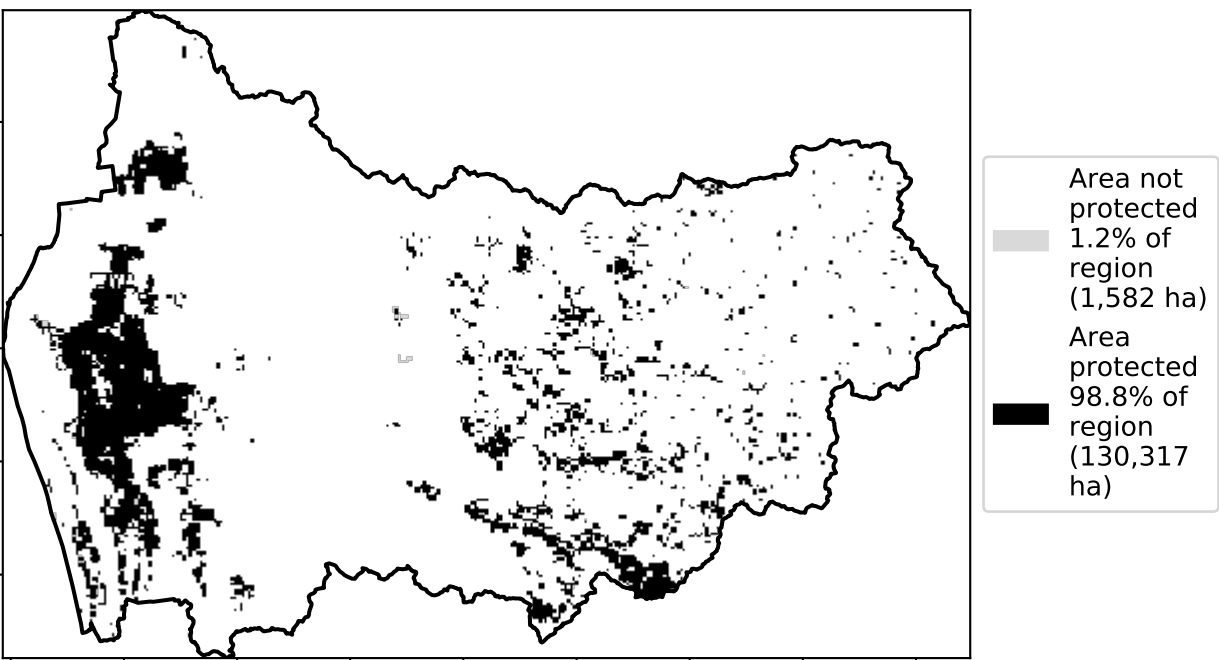 Area not
protected
1.2% of
region
(1,582 ha)
Area
protected
98.8% of
region
(130,317
ha)